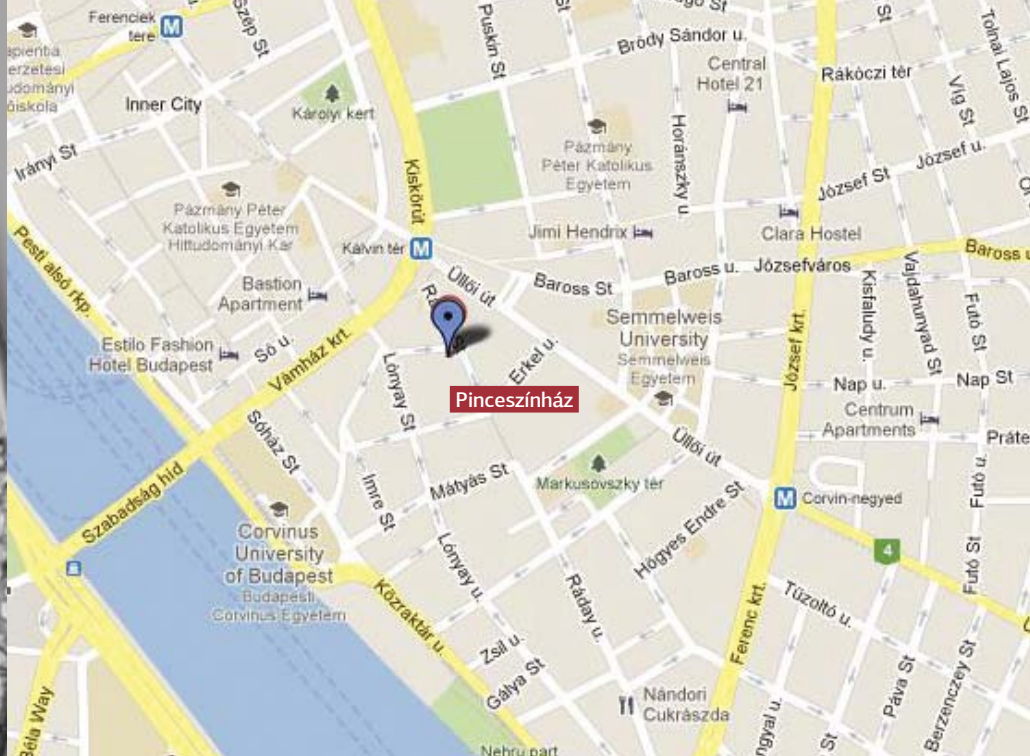 Ferenciek
tere
Szép St
Puskin St
Bródy Sándor u.
Tolnai Lajos St
Central
Hotel 21
Rákóczi tér
Víg St
Inner City
Károlyi kert
Irányi St
Kiskörút
Pázmány
Péter Katolikus
Egyetem
Horánszky u
József u.
József St
Pázmány Péter
Katolikus Egyetem
Hittudományi Kar
Kálvin tér
M
Jimi Hendrix
Clara Hostel
Pesti alsó rkp.
Bastion
Apartment
Üllői út
Baross St
Baross u.
Józsefváros
Baross u
Kisfaludy u.
Vajdahunyad St
Futó St
Estilo Fashion
Hotel Budapest
Só u.
Vámház krt.
Semmelweis
University
Semmelweis
Egyetem
József krt.
Lónyay St
Erkel u.
Nap u.
Nap St
Pinceszínház
Centrum
Apartments
Sóház St
Üllői út
Práte
Futó u.
Szabadság híd
Imre St
Mátyás St
Markusovszky tér
M
Corvin-negyed
Hőgyes Endre St
Corvinus
University
of Budapest
Budapesti
Corvinus Egyetem
Lónyay u.
4
Futó St
Közraktár u.
Ráday u.
Ferenc krt.
Tűzoltó u.
Zsil u.
Gálya St
Páva St
Berzenczey St
Nándori
Cukrászda
Nehru part